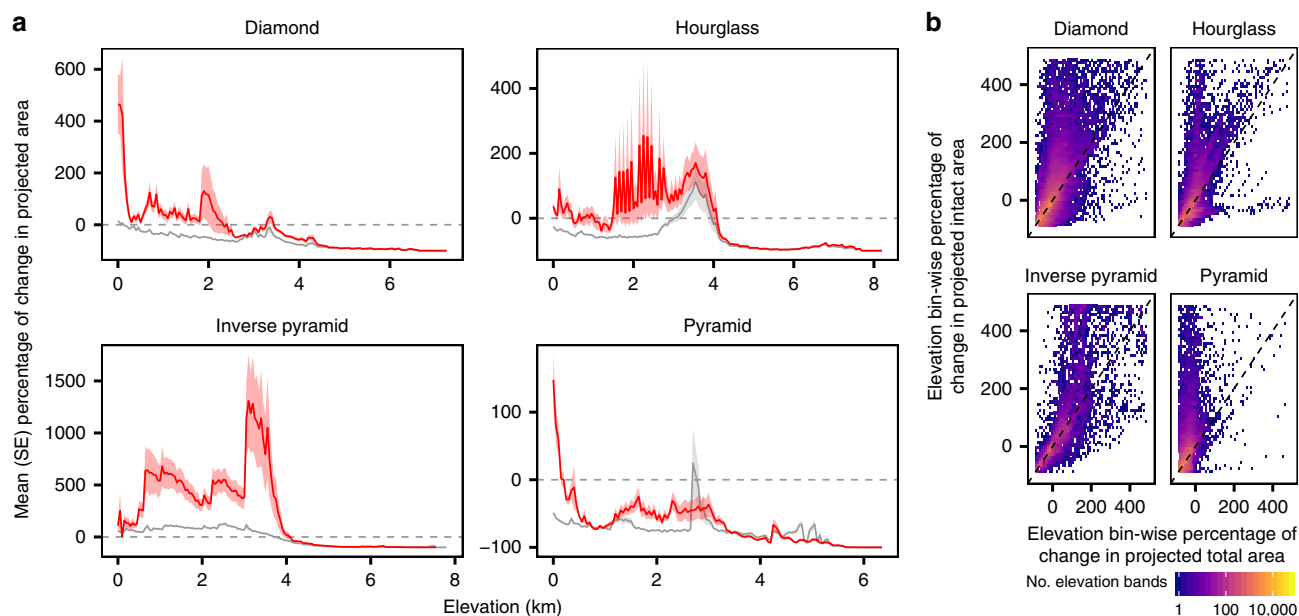 a
Diamond
Hourglass
Mean (SE) percentage of change in projected area
600
400
200
0
0
2
4
6
8
400
200
0
0
2
4
6
8
Inverse pyramid
Pyramid
1500
1000
500
0
0
2
4
6
8
100
0
−100
0
2
4
6
Elevation (km)
b
Diamond
Hourglass
Elevation bin-wise percentage of
change in projected intact area
400
200
0
Inverse pyramid
Pyramid
400
200
0
0
200
400
0
200
400
Elevation bin-wise percentage of
change in projected total area
No. elevation bands
1
100
10,000